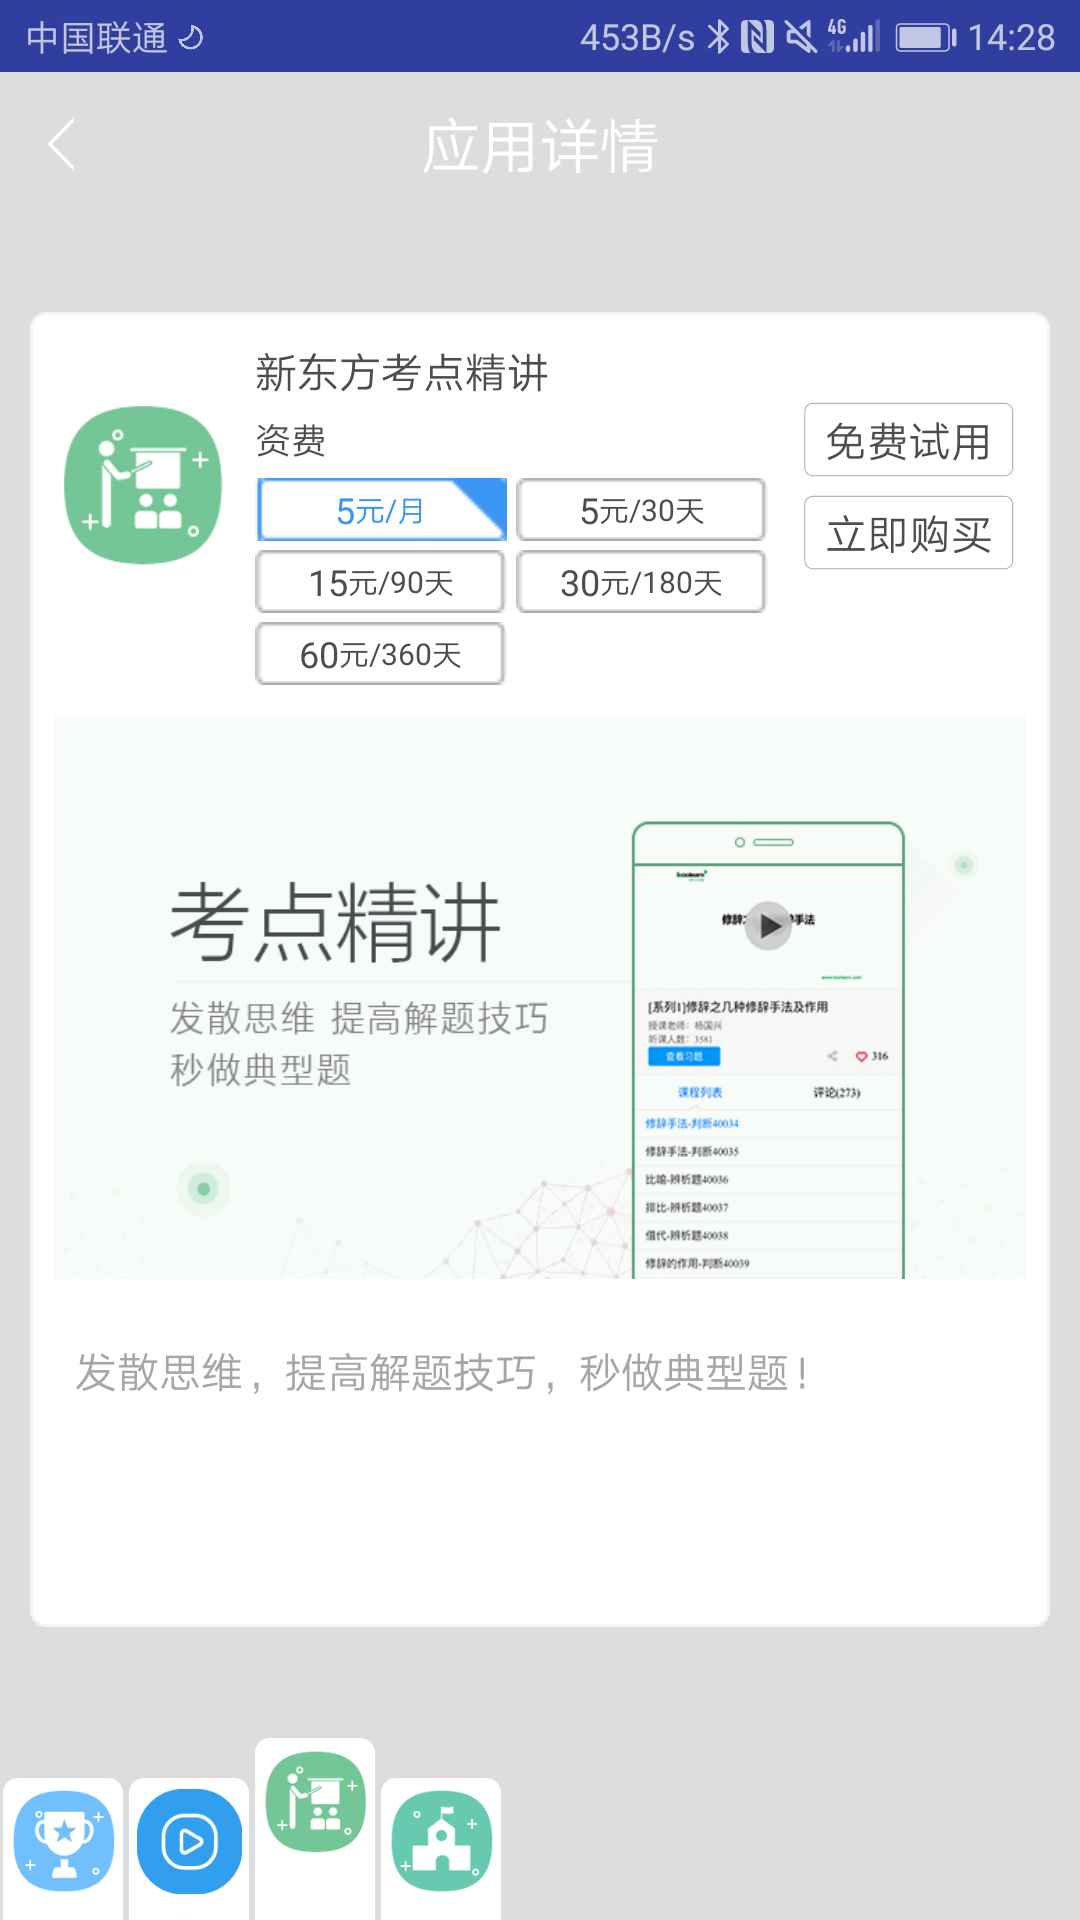 中国联通 453B/s 4G 14:28
应用详情
新东方考点精讲
资费
免费试用
5元/月 5元/30天
立即购买
15元/90天 30元/180天
60元/360天
koolearn
修辞之 手法
考点精讲
www.koolearn.com
[系列1]修辞之几种修辞手法及作用
发散思维 提高解题技巧
授课老师：杨国兴
听课人数：3581
查看习题 316
秒做典型题
课程列表 评论(273)
修辞手法-判断40034
修辞手法-判断40035
比喻-辨析题40036
排比-辨析题40037
借代-辨析题40038
修辞的作用-判断40039
发散思维，提高解题技巧，秒做典型题！